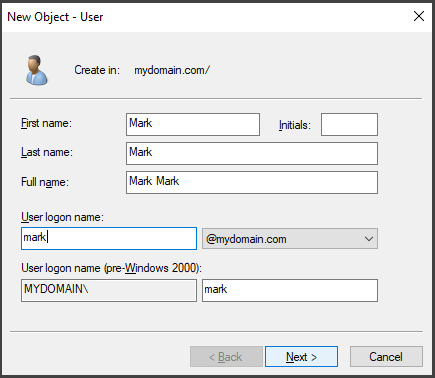 New Object - User
Create in: mydomain.com/
First name: Mark Initials:
Last name: Mark
Full name: Mark Mark
User logon name:
mark @mydomain.com
User logon name (pre-Windows 2000):
MYDOMAIN\ mark
< Back Next > Cancel